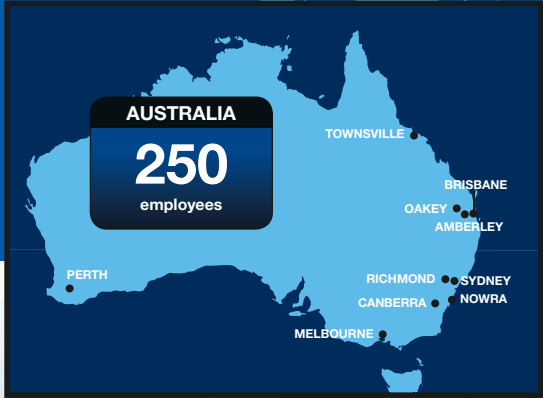 AUSTRALIA
250
employees
TOWNSVILLE
BRISBANE
OAKEY
AMBERLEY
PERTH
RICHMOND
SYDNEY
CANBERRA
NOWRA
MELBOURNE